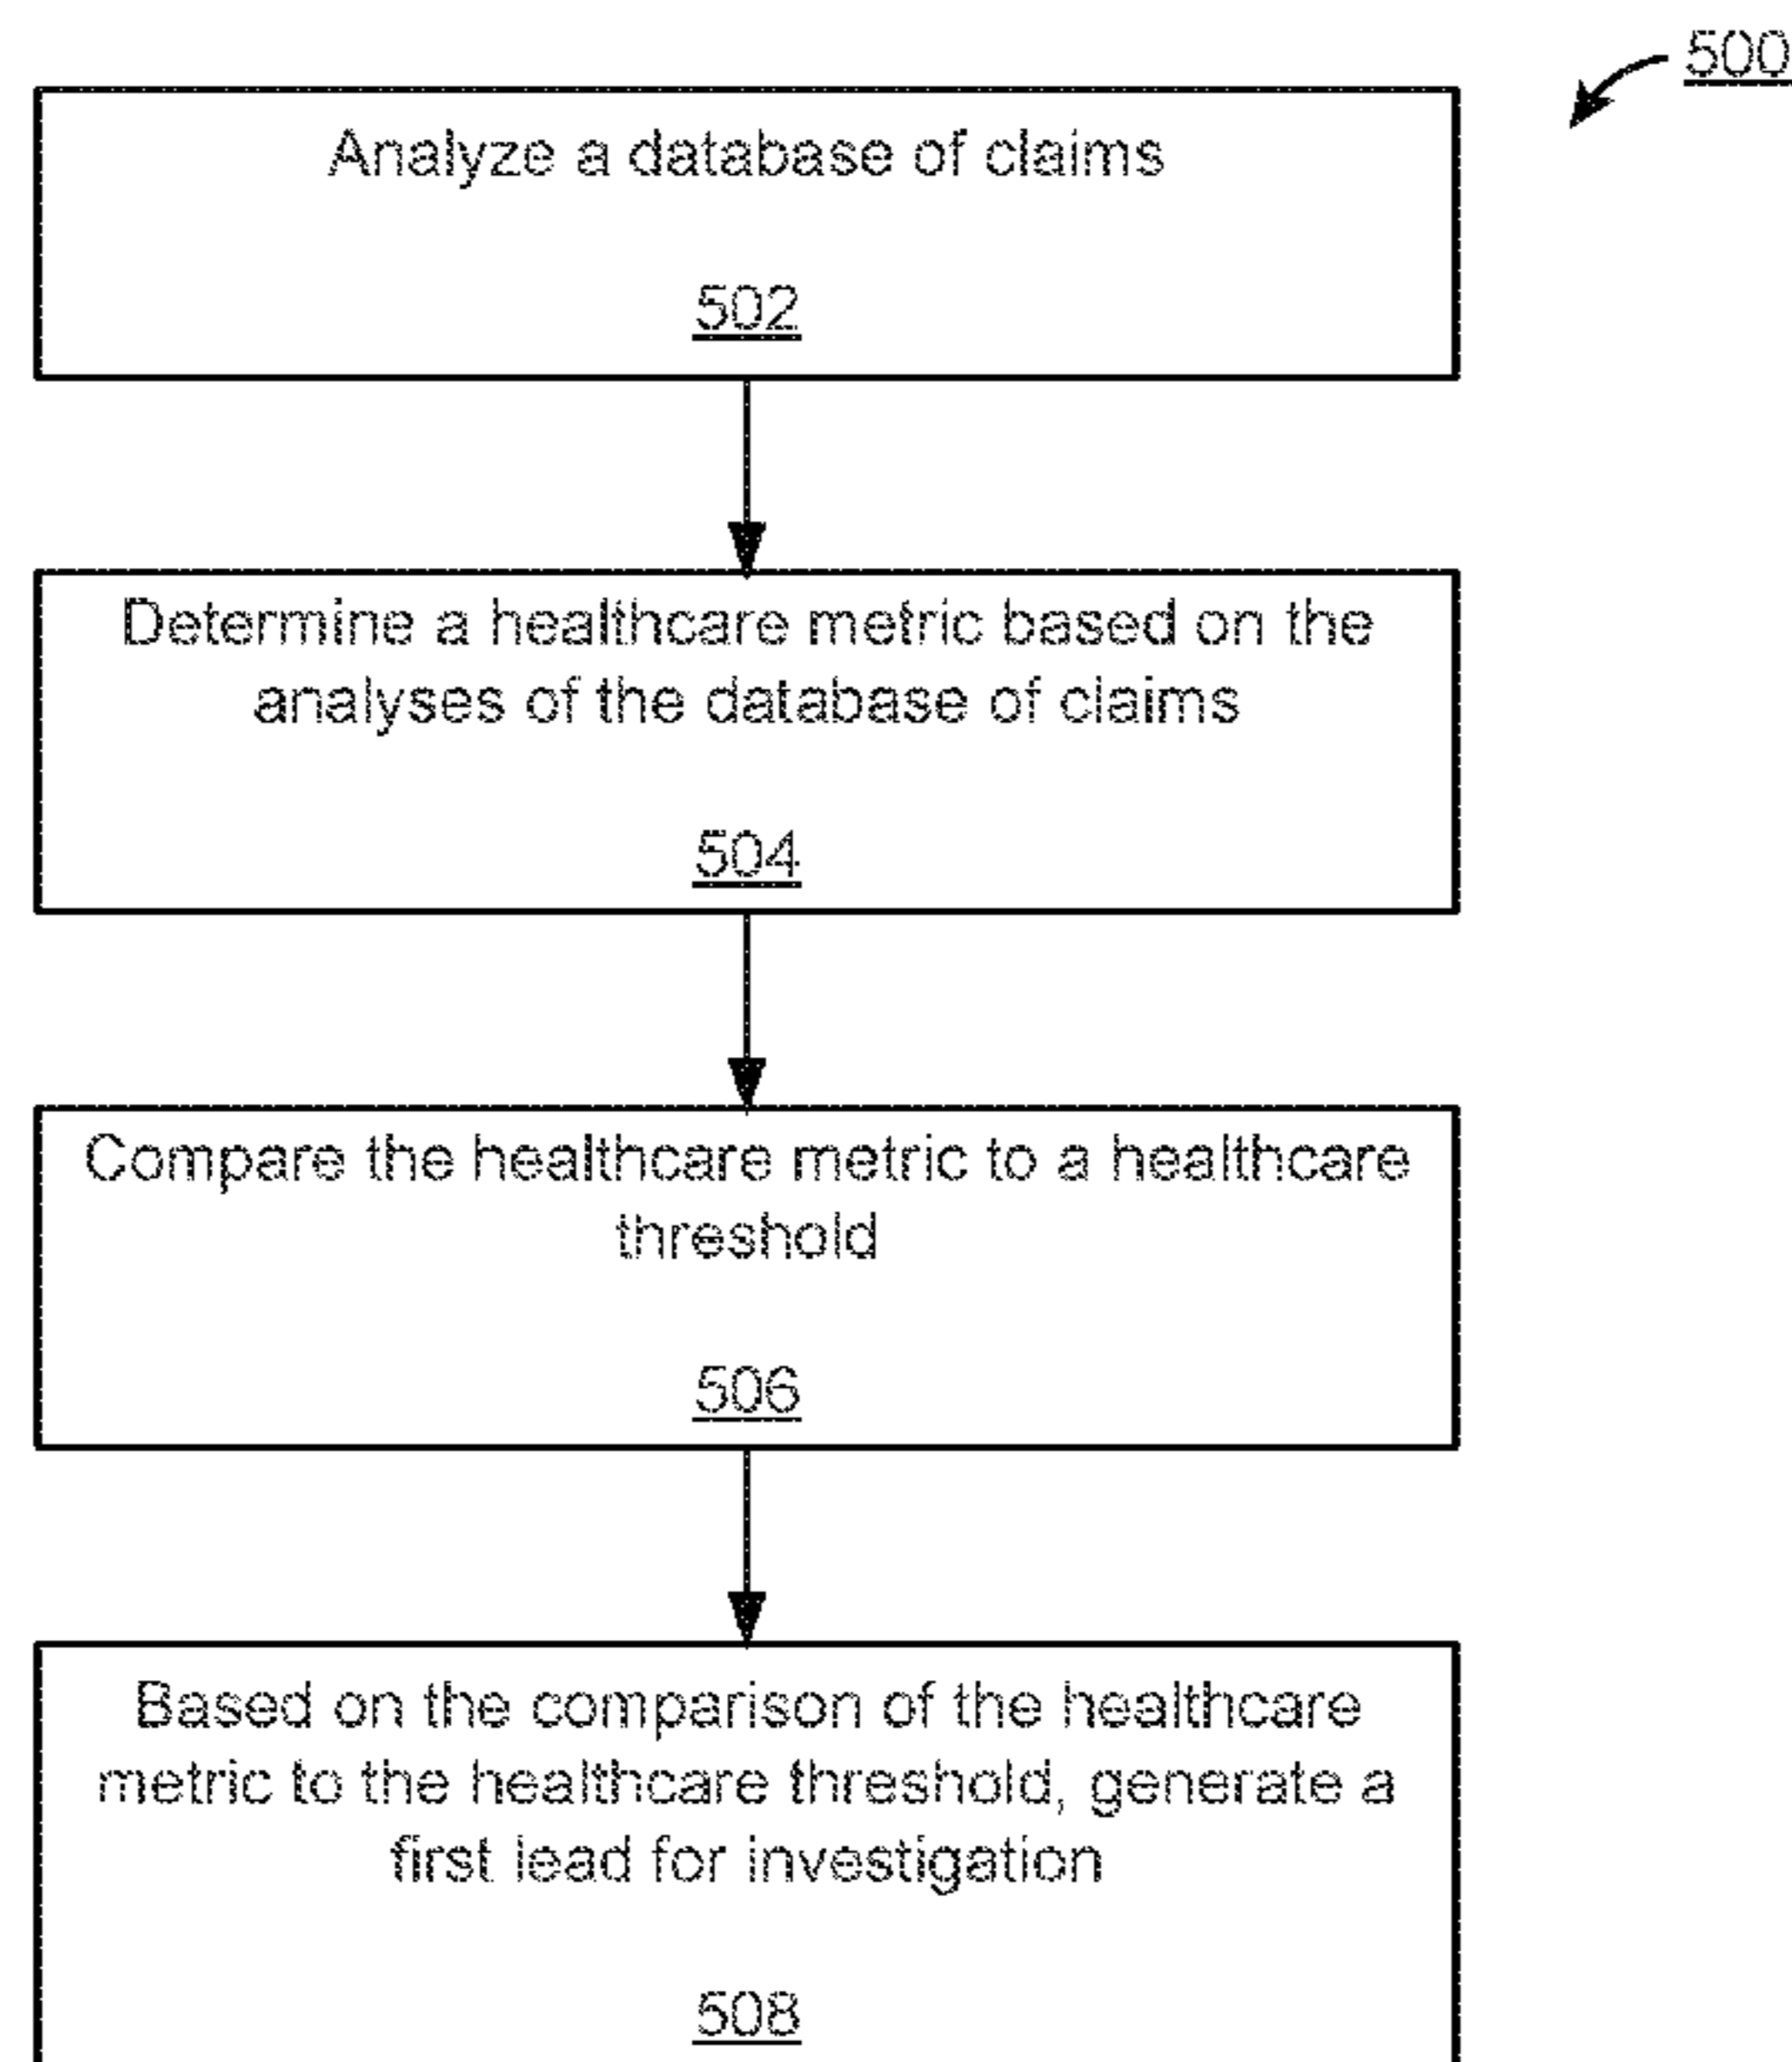 500
Analyze a database of claims
502
Determine a healthcare metric based on the
analyses of the database of claims
504
Compare the healthcare metric to a healthcare
threshold
506
Based on the comparison of the healthcare
metric to the healthcare threshold, generate a
first lead for investigation
508